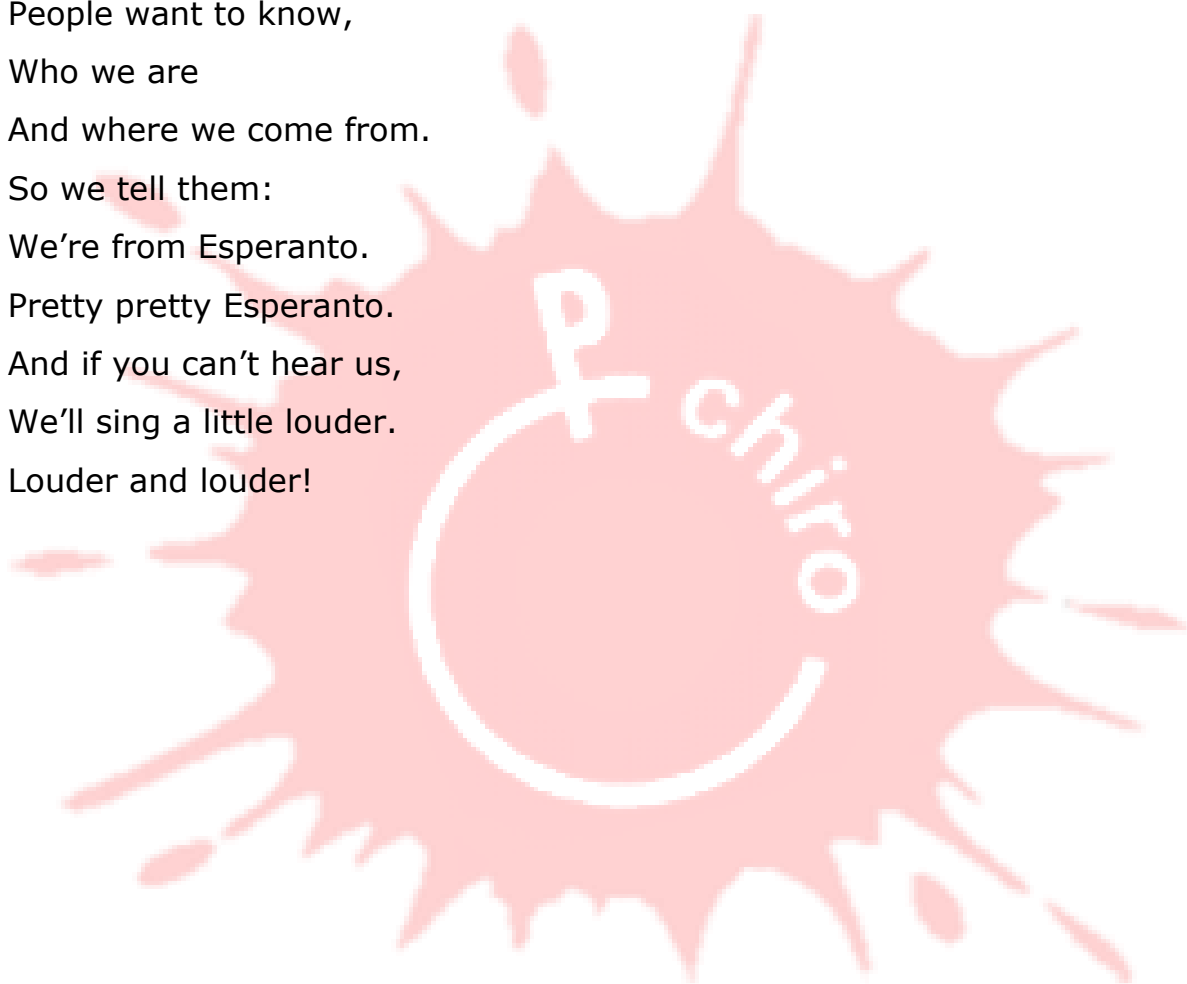 People want to know,
Who we are
And where we come from.
So we tell them:
We’re from Esperanto.
Pretty pretty Esperanto.
And if you can’t hear us,
We’ll sing a little louder.
Louder and louder!
chiro